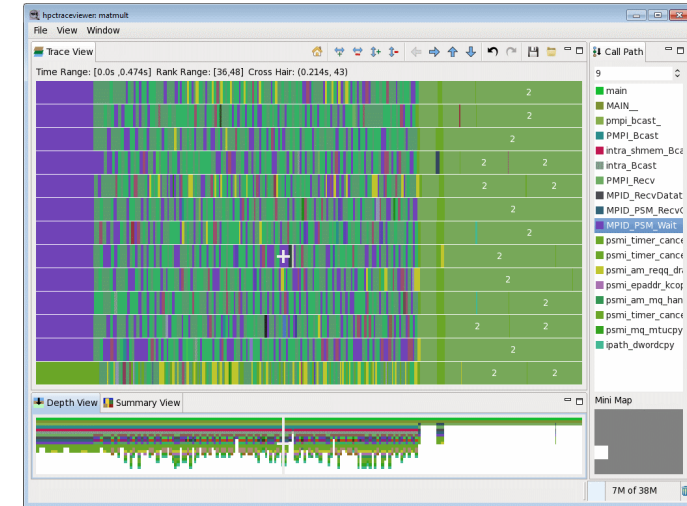 hpctraceviewer: matmult
File View Window
Trace View
Call Path
Time Range: [0.0s ,0.474s] Rank Range: [36,48] Cross Hair: (0.214s, 43)
9
main
MAIN__
pmpi_bcast_
PMPI_Bcast
intra_shmem_Bca
intra_Bcast
PMPI_Recv
MPID_RecvDatat
MPID_PSM_RecvC
MPID_PSM_Wait
psmi_timer_cance
psmi_timer_cance
psmi_am_reqq_dra
psmi_epaddr_kcop
psmi_am_mq_han
psmi_timer_cance
psmi_mq_mtucpy
ipath_dwordcpy
2
2
2
2 2
2 2
2
2
2
2
2
2 2
2
2 2
Depth View Summary View
Mini Map
7M of 38M